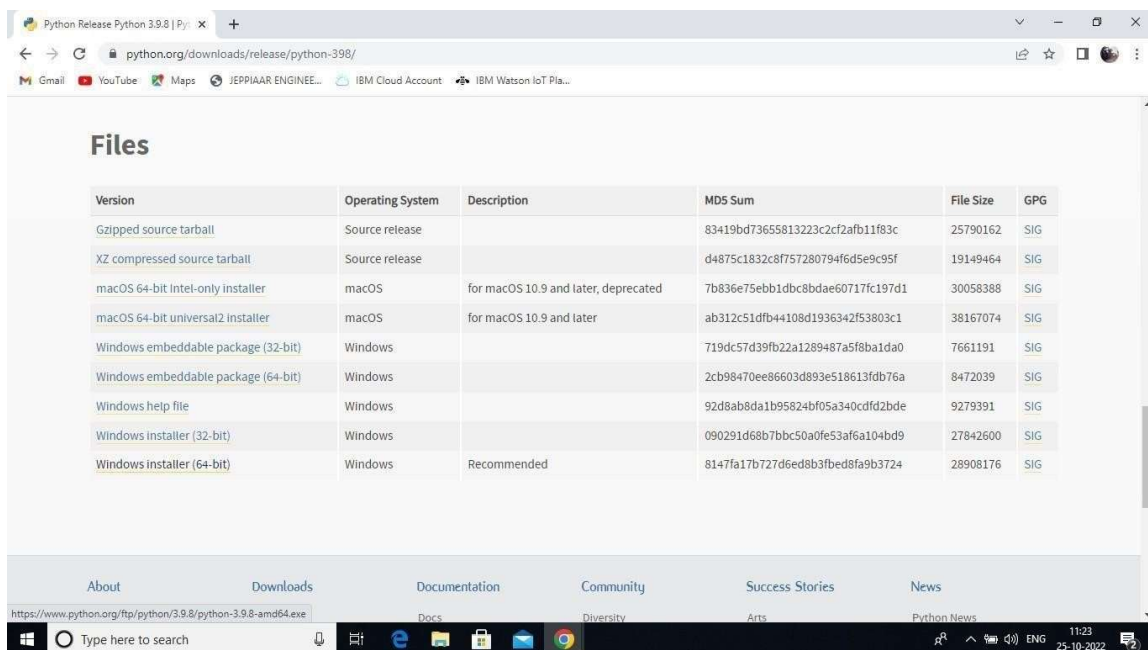 Python Release Python 3.9.8 | Py
python.org/downloads/release/python-398/
Gmail YouTube Maps JEPPIAAR ENGINEE... IBM Cloud Account IBM Watson IoT Pla...
Files
Version Operating System Description MD5 Sum File Size GPG
Gzipped source tarball Source release 83419bd73655813223c2cf2afb11f83c 25790162 SIG
XZ compressed source tarball Source release d4875c1832c8f757280794f6d5e9c95f 19149464 SIG
macOS 64-bit Intel-only installer macOS for macOS 10.9 and later, deprecated 7b836e75ebb1dbc8bdae60717fc197d1 30058388 SIG
macOS 64-bit universal2 installer macOS for macOS 10.9 and later ab312c51dfb44108d1936342f53803c1 38167074 SIG
Windows embeddable package (32-bit) Windows 719dc57d39fb22a1289487a5f8ba1da0 7661191 SIG
Windows embeddable package (64-bit) Windows 2cb98470ee86603d893e518613fdb76a 8472039 SIG
Windows help file Windows 92d8ab8da1b95824bf05a340cdfd2bde 9279391 SIG
Windows installer (32-bit) Windows 090291d68b7bbc50a0fe53af6a104bd9 27842600 SIG
Windows installer (64-bit) Windows Recommended 8147fa17b727d6ed8b3fbed8fa9b3724 28908176 SIG
About Downloads Documentation Community Success Stories News
https://www.python.org/ftp/python/3.9.8/python-3.9.8-amd64.exe Docs Diversity Arts Python News
Type here to search ENG 11:23
25-10-2022